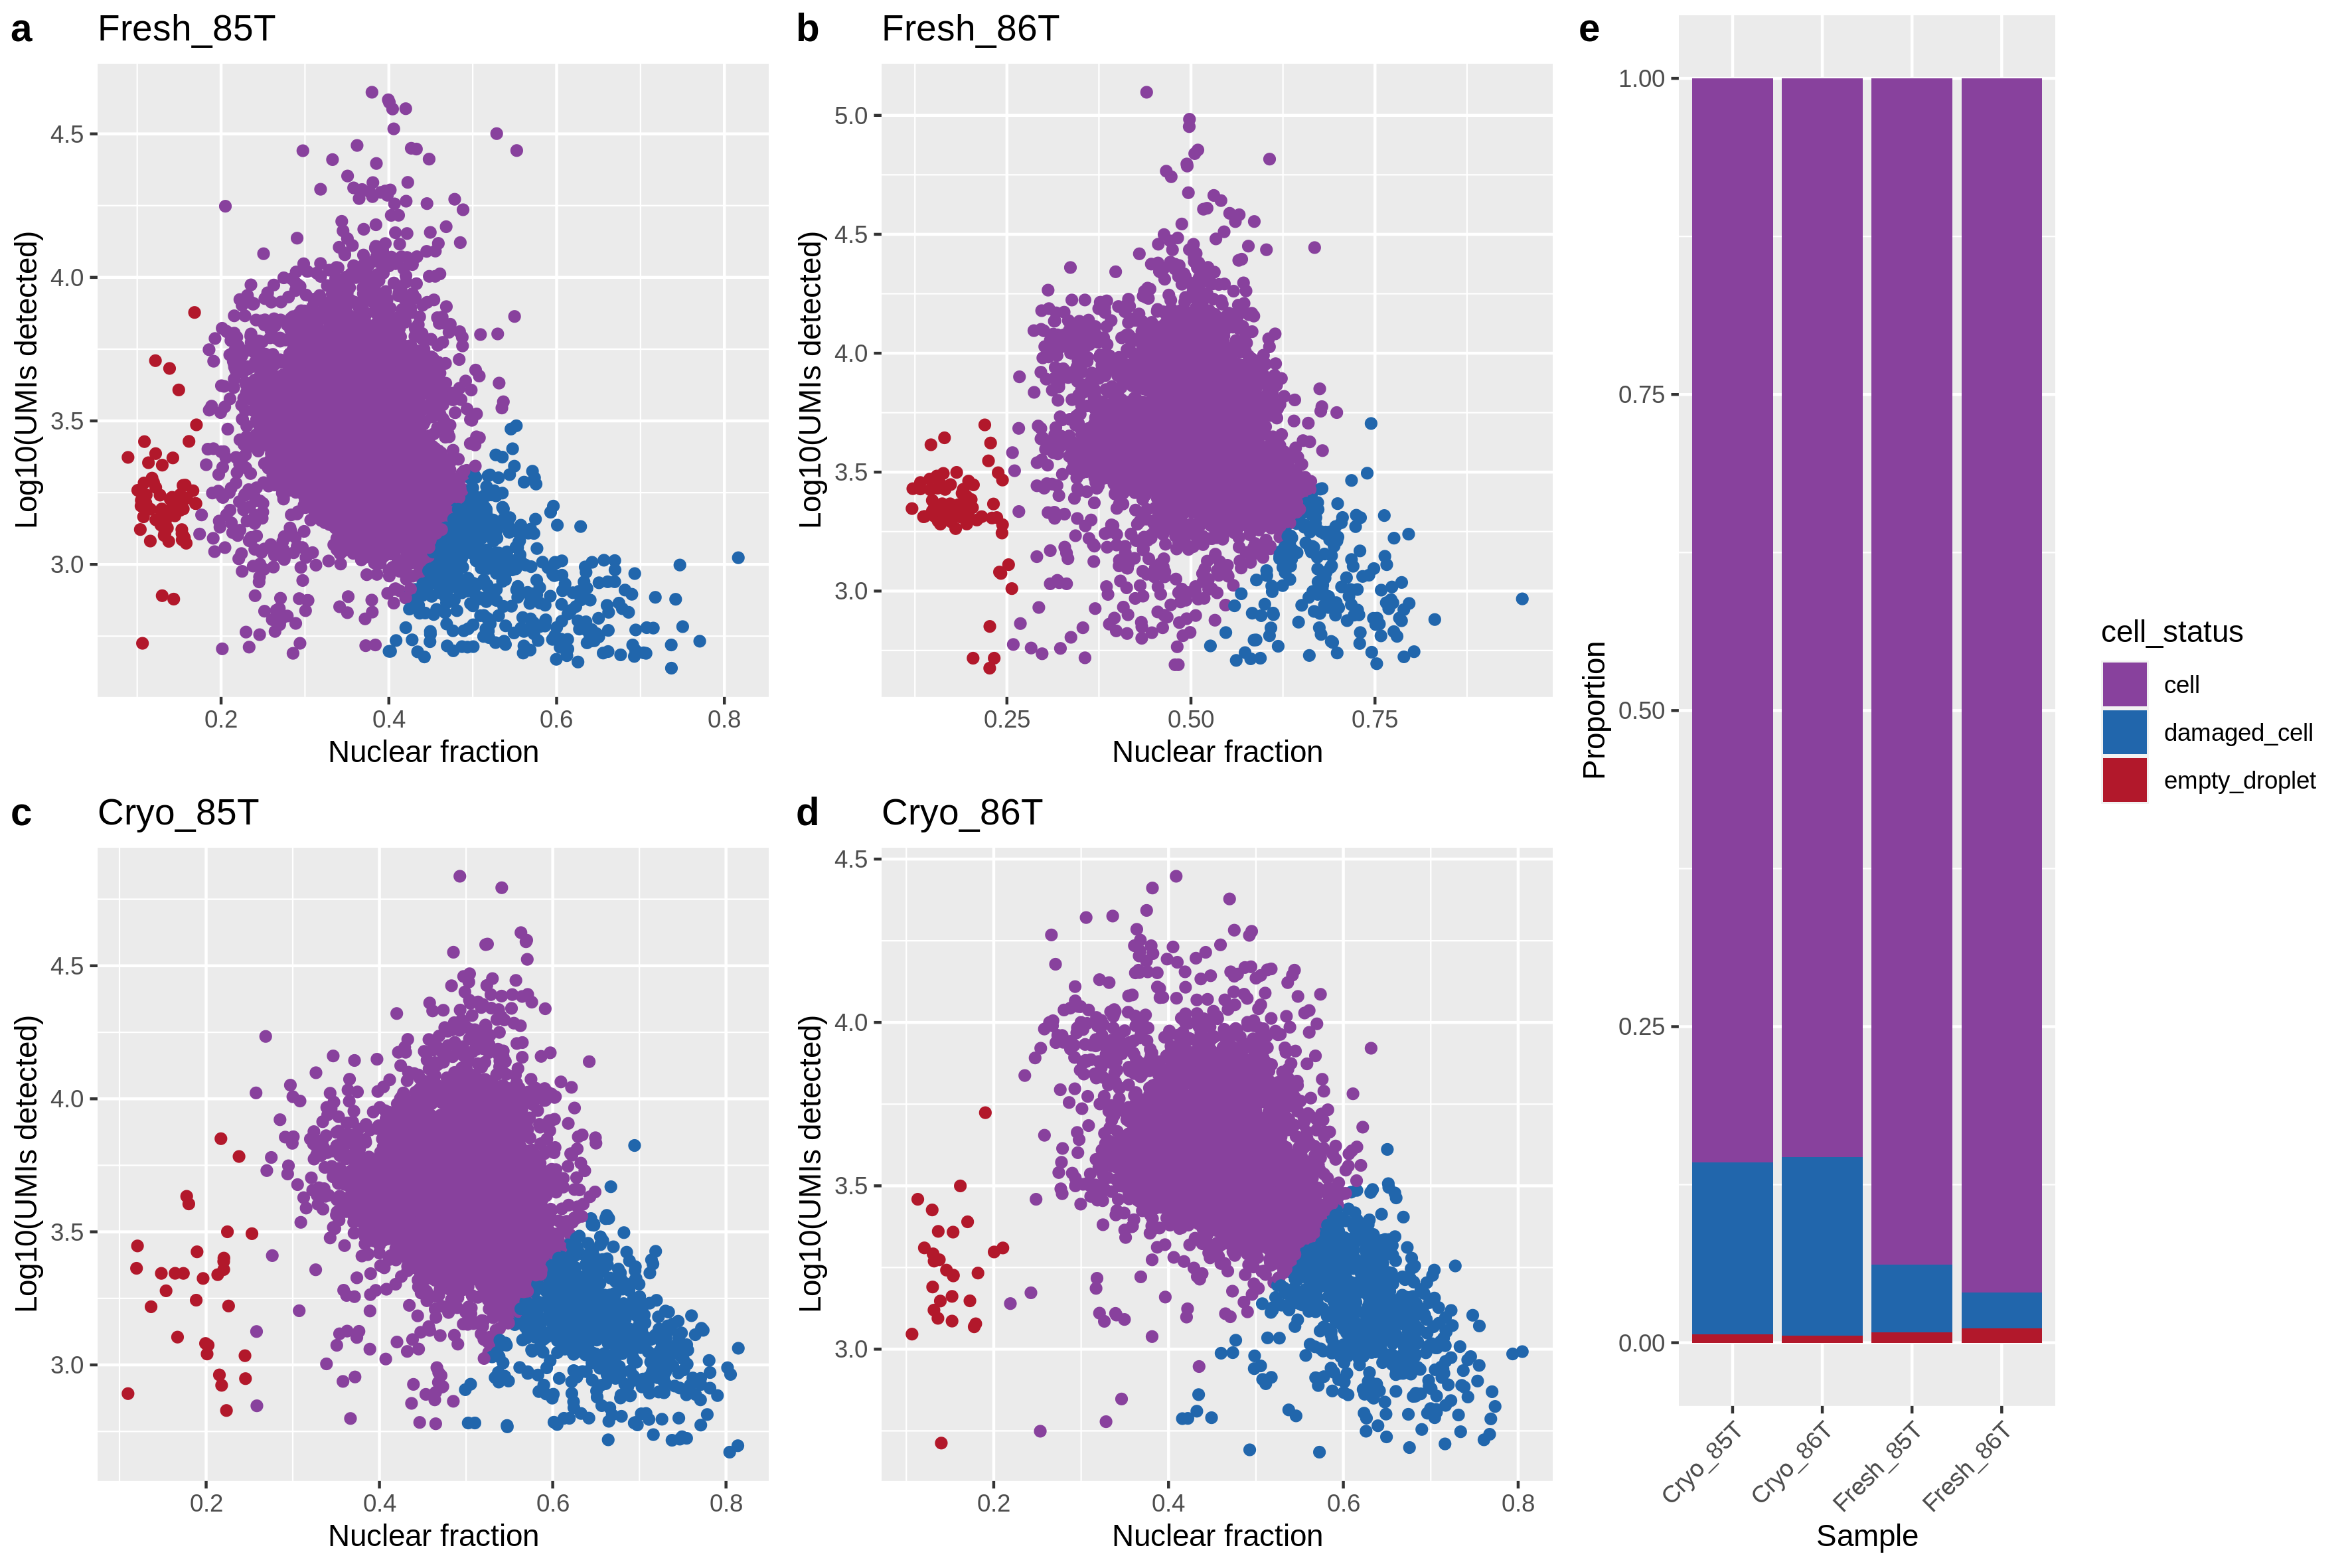 a Fresh_85T
4.5
4.0
3.5
3.0
Log10(UMIs detected)
0.2 0.4 0.6 0.8
Nuclear fraction
b Fresh_86T
5.0
4.5
4.0
3.5
3.0
Log10(UMIs detected)
0.25 0.50 0.75
Nuclear fraction
c Cryo_85T
4.5
4.0
3.5
3.0
Log10(UMIs detected)
0.2 0.4 0.6 0.8
Nuclear fraction
d Cryo_86T
4.5
4.0
3.5
3.0
Log10(UMIs detected)
0.2 0.4 0.6 0.8
Nuclear fraction
e
1.00
0.75
0.50
0.25
0.00
Proportion
Cryo_85T Cryo_86T Fresh_85T Fresh_86T
Sample
cell_status
cell
damaged_cell
empty_droplet